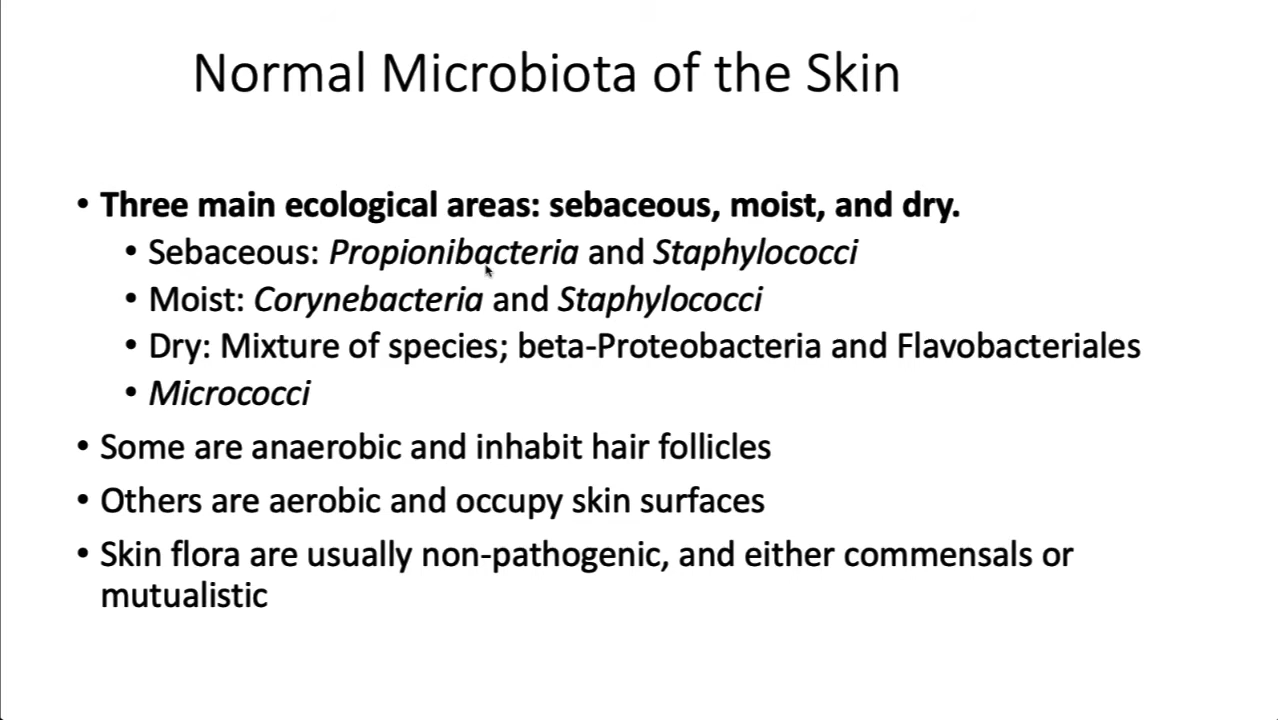 Normal Microbiota of the Skin
• Three main ecological areas: sebaceous, moist, and dry.
• Sebaceous: Propionibacteria and Staphylococci
• Moist: Corynebacteria and Staphylococci
• Dry: Mixture of species; beta-Proteobacteria and Flavobacteriales
• Micrococci
• Some are anaerobic and inhabit hair follicles
• Others are aerobic and occupy skin surfaces
• Skin flora are usually non-pathogenic, and either commensals or
mutualistic